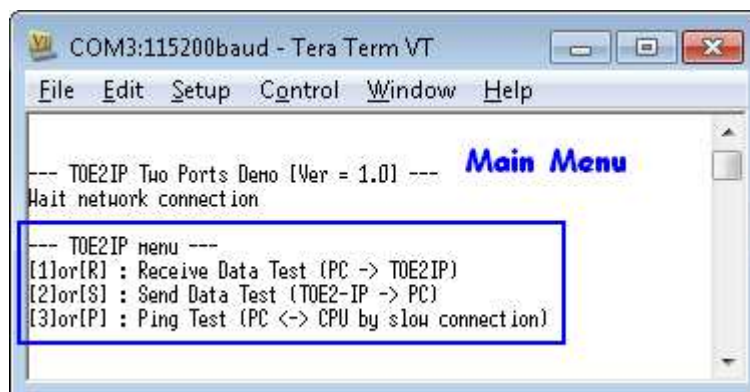 COM3:115200baud - Tera Term VT
File Edit Setup Control Window Help
--- TOE2IP Two Ports Demo [Ver = 1.0] ---
Main Menu
Wait network connection
--- TOE2IP menu ---
[1]or[R] : Receive Data Test (PC -> TOE2IP)
[2]or[S] : Send Data Test (TOE2-IP -> PC)
[3]or[P] : Ping Test (PC <-> CPU by slow connection)